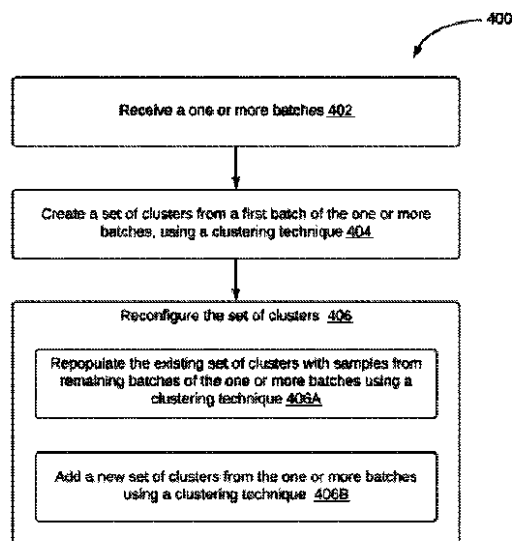 400
Receive a one or more batches 402
Create a set of clusters from a first batch of the one or more
batches, using a clustering technique 404
Reconfigure the set of clusters 406
Repopulate the existing set of clusters with samples from
remaining batches of the one or more batches using a
clustering technique 406A
Add a new set of clusters from the one or more batches
using a clustering technique 406B